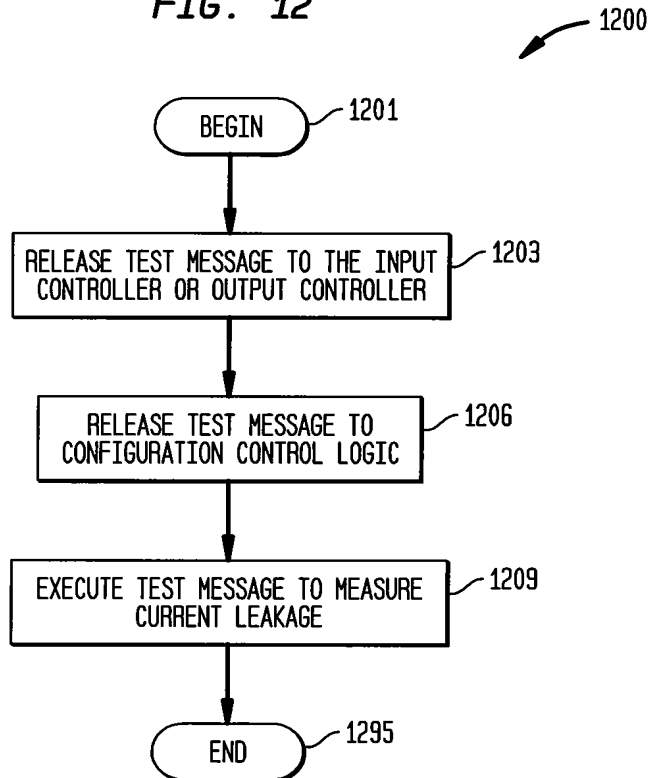 FIG. 12
1200
BEGIN
1201
RELEASE TEST MESSAGE TO THE INPUT
CONTROLLER OR OUTPUT CONTROLLER
1203
RELEASE TEST MESSAGE TO
CONFIGURATION CONTROL LOGIC
1206
EXECUTE TEST MESSAGE TO MEASURE
CURRENT LEAKAGE
1209
END
1295